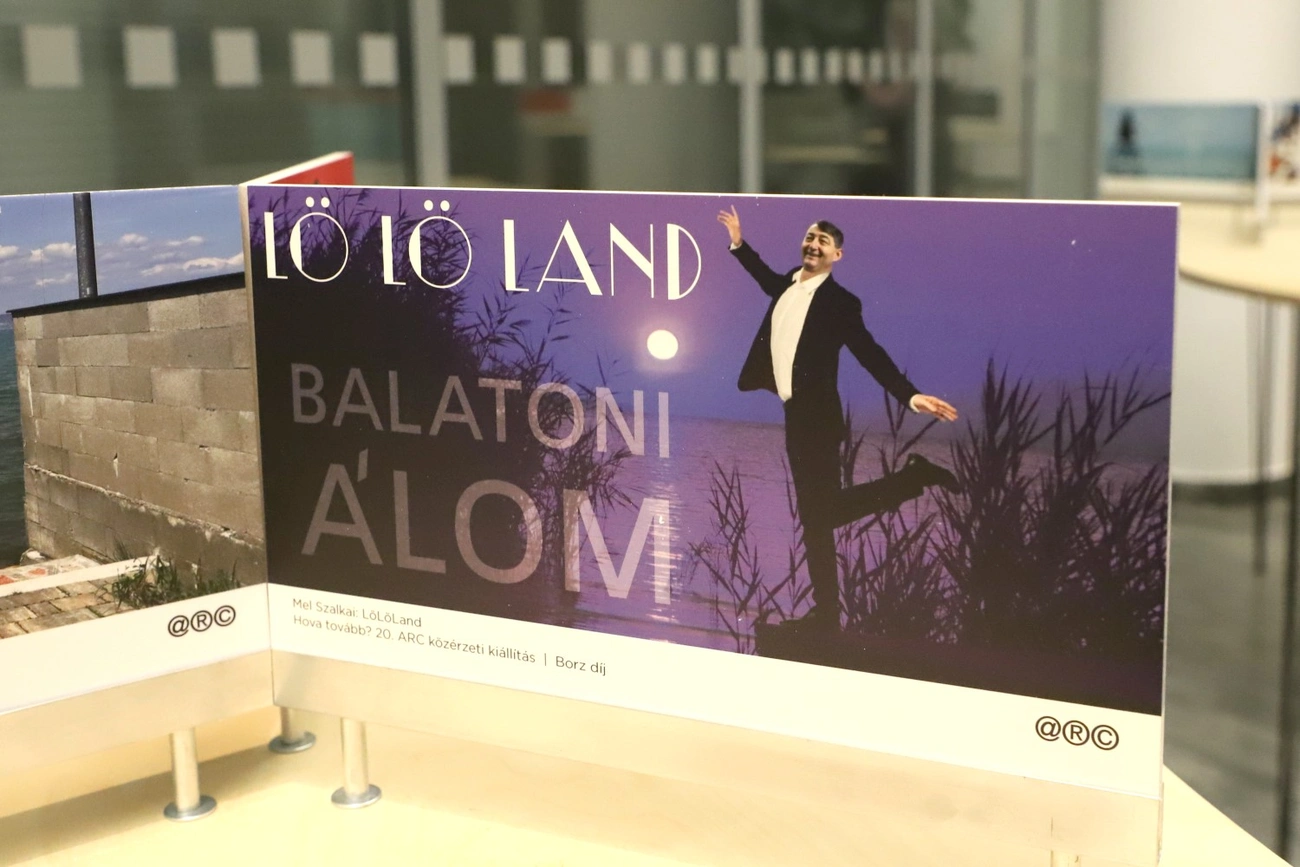 LÖ LÖ LAND
BALATONI
ÁLOM
Mel Szalkai: LöLöLand
Hova tovább? 20. ARC közérzeti kiállítás | Borz díj
@®©
@®©